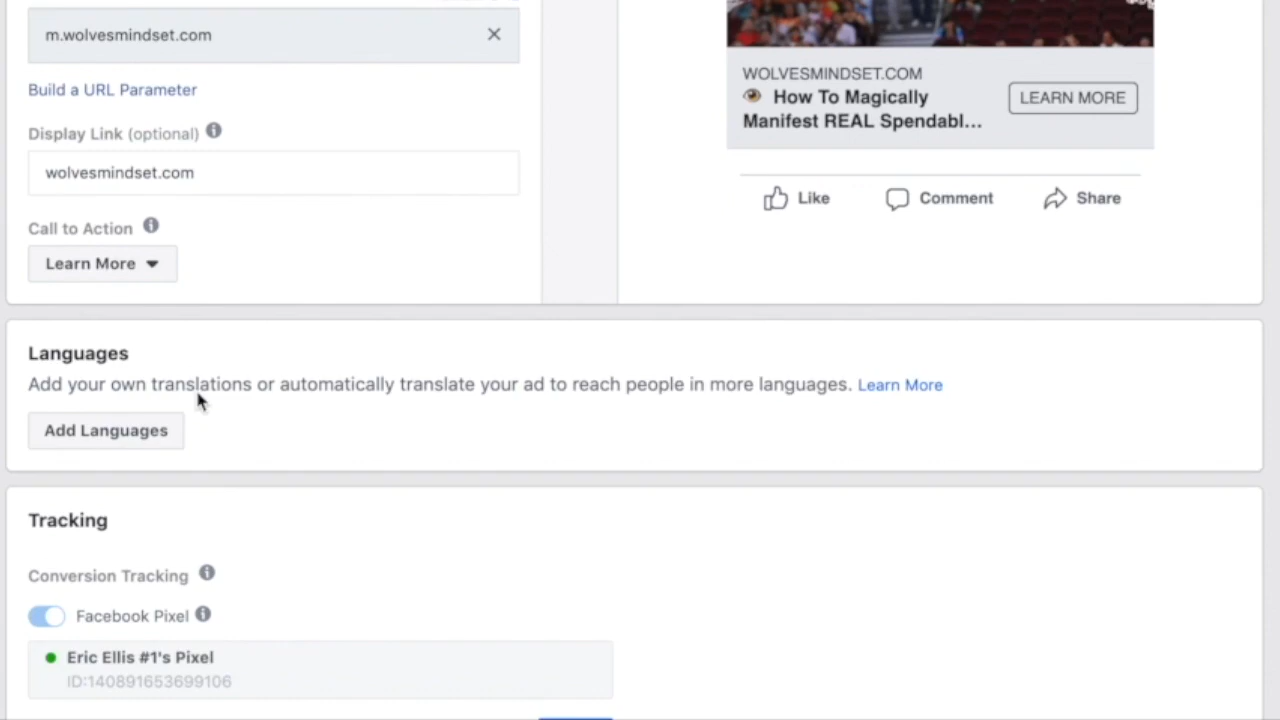 m.wolvesmindset.com
Build a URL Parameter
Display Link (optional)
wolvesmindset.com
Call to Action
Learn More
WOLVESMINDSET.COM
How To Magically
Manifest REAL Spendabl...
LEARN MORE
Like
Comment
Share
Languages
Add your own translations or automatically translate your ad to reach people in more languages. Learn More
Add Languages
Tracking
Conversion Tracking
Facebook Pixel
Eric Ellis #1's Pixel
ID:140891653699106